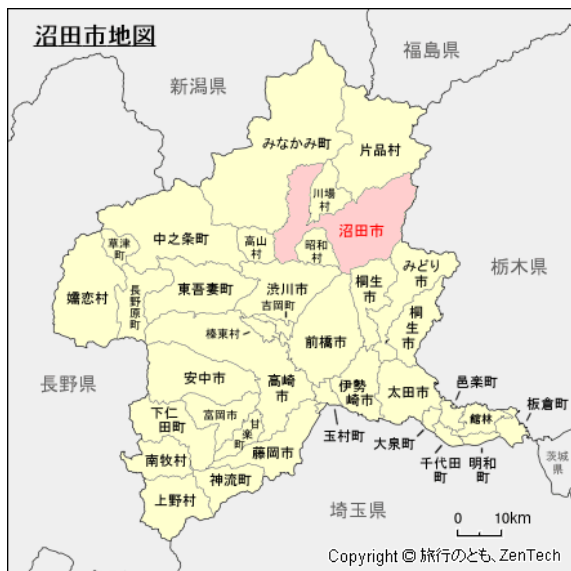 沼田市地図
福島県
新潟県
みなかみ町
片品村
川場
村
沼田市
中之条町
高山
村
昭和
村
草津
町
みどり
市
栃木県
嬬恋村
長野原町
東吾妻町
渋川市
吉岡町
桐生
市
榛東村
前橋市
桐生
市
長野県
安中市
高崎
市
伊勢
崎市
太田市
邑楽町
板倉町
下仁
田町
富岡市
甘楽町
館林
玉村町
大泉町
藤岡市
南牧村
千代田
町
明和
町
茨城
県
神流町
上野村
埼玉県
0 10km
Copyright © 旅行のとも、ZenTech